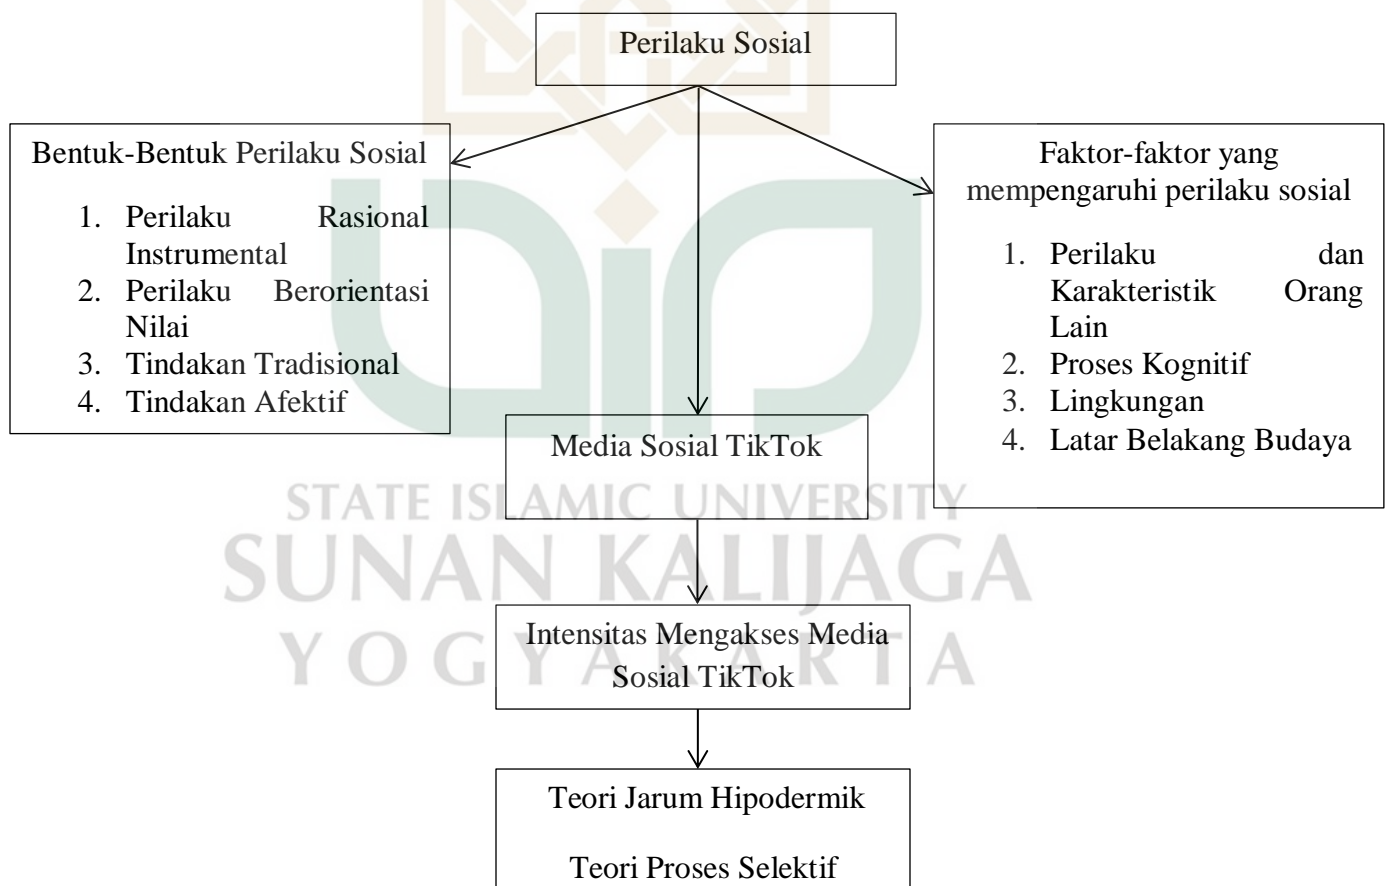 Perilaku Sosial
Bentuk-Bentuk Perilaku Sosial
1. Perilaku Rasional
Instrumental
2. Perilaku Berorientasi
Nilai
3. Tindakan Tradisional
4. Tindakan Afektif
Faktor-faktor yang
mempengaruhi perilaku sosial
1. Perilaku dan
Karakteristik Orang
Lain
2. Proses Kognitif
3. Lingkungan
4. Latar Belakang Budaya
Media Sosial TikTok
STATE ISLAMIC UNIVERSITY
SUNAN KALIJAGA
YOGYAKARTA
Intensitas Mengakses Media
Sosial TikTok
Teori Jarum Hipodermik
Teori Proses Selektif